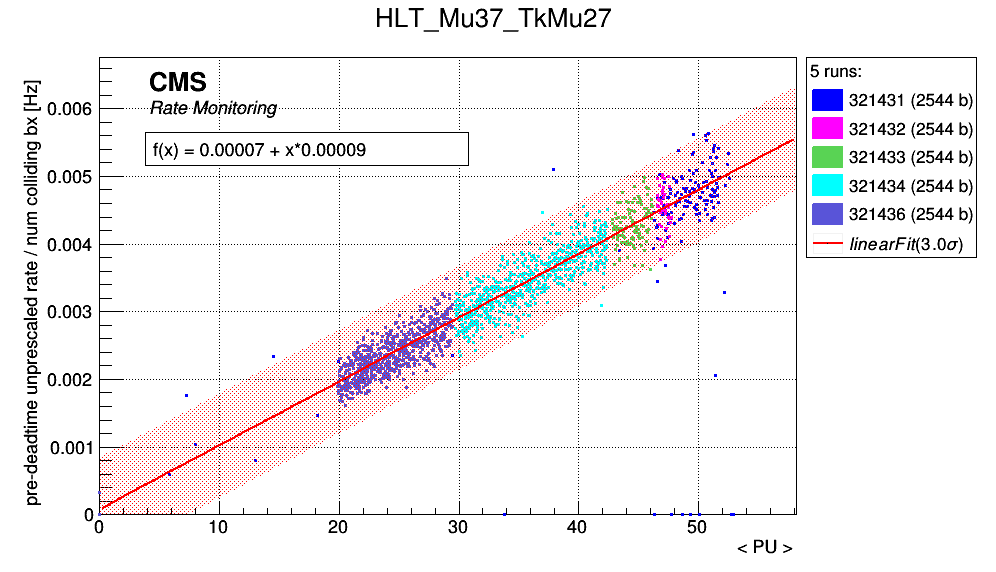 HLT_Mu37_TkMu27
pre-deadtime unprescaled rate / num colliding bx [Hz]
CMS
Rate Monitoring
f(x) = 0.00007 + x*0.00009
0.006
0.005
0.004
0.003
0.002
0.001
0
0 10 20 30 40 50
< PU >
5 runs:
321431 (2544 b)
321432 (2544 b)
321433 (2544 b)
321434 (2544 b)
321436 (2544 b)
linearFit(3.0σ)